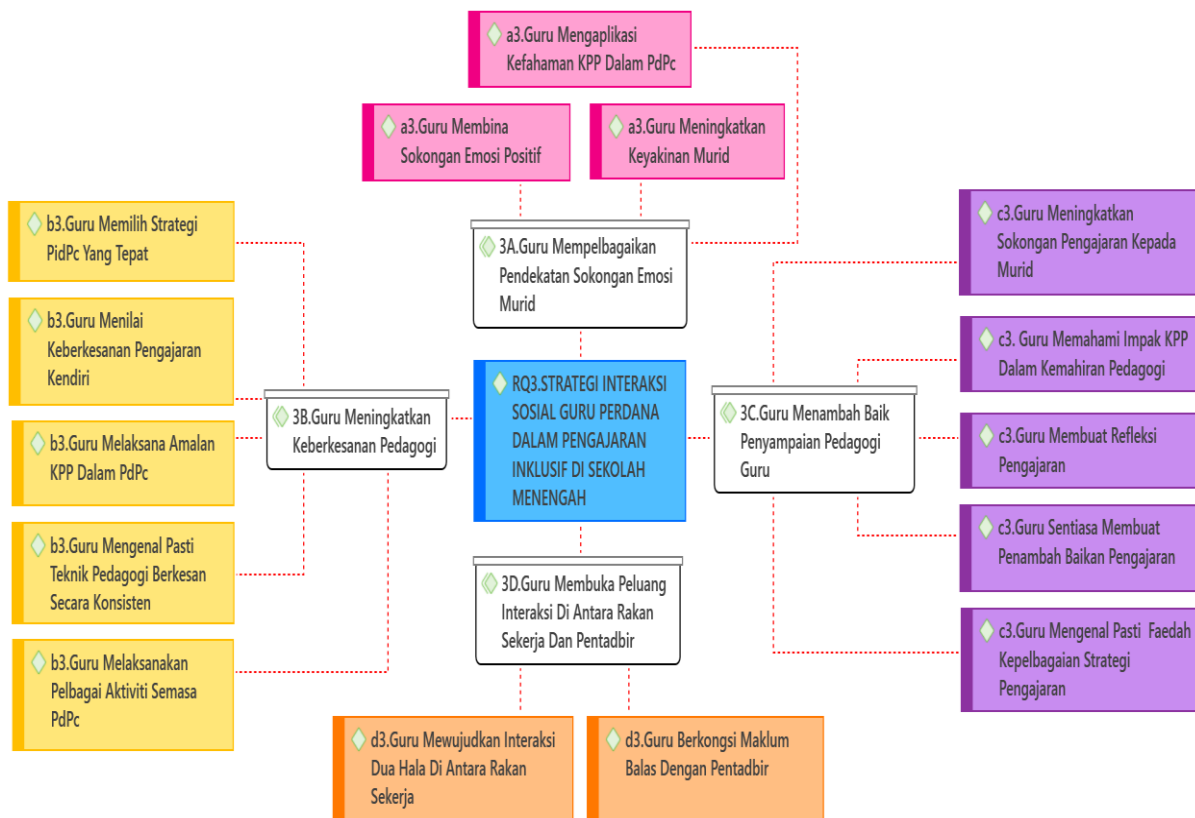 a3.Guru Mengaplikasi
Kefahaman KPP Dalam PdPc
a3.Guru Membina
Sokongan Emosi Positif
a3.Guru Meningkatkan
Keyakinan Murid
3A.Guru Mempelbagaikan
Pendekatan Sokongan Emosi
Murid
b3.Guru Memilih Strategi
PidPc Yang Tepat
b3.Guru Menilai
Keberkesanan Pengajaran
Kendiri
b3.Guru Melaksana Amalan
KPP Dalam PdPc
b3.Guru Mengenal Pasti
Teknik Pedagogi Berkesan
Secara Konsisten
b3.Guru Melaksanakan
Pelbagai Aktiviti Semasa
PdPc
3B.Guru Meningkatkan
Keberkesanan Pedagogi
RQ3.STRATEGI INTERAKSI
SOSIAL GURU PERDANA
DALAM PENGAJARAN
INKLUSIF DI SEKOLAH
MENENGAH
3C.Guru Menambah Baik
Penyampaian Pedagogi
Guru
c3.Guru Meningkatkan
Sokongan Pengajaran Kepada
Murid
c3. Guru Memahami Impak KPP
Dalam Kemahiran Pedagogi
c3.Guru Membuat Refleksi
Pengajaran
c3.Guru Sentiasa Membuat
Penambah Baikan Pengajaran
c3.Guru Mengenal Pasti  Faedah
Kepelbagaian Strategi
Pengajaran
3D.Guru Membuka Peluang
Interaksi Di Antara Rakan
Sekerja Dan Pentadbir
d3.Guru Mewujudkan Interaksi
Dua Hala Di Antara Rakan
Sekerja
d3.Guru Berkongsi Maklum
Balas Dengan Pentadbir